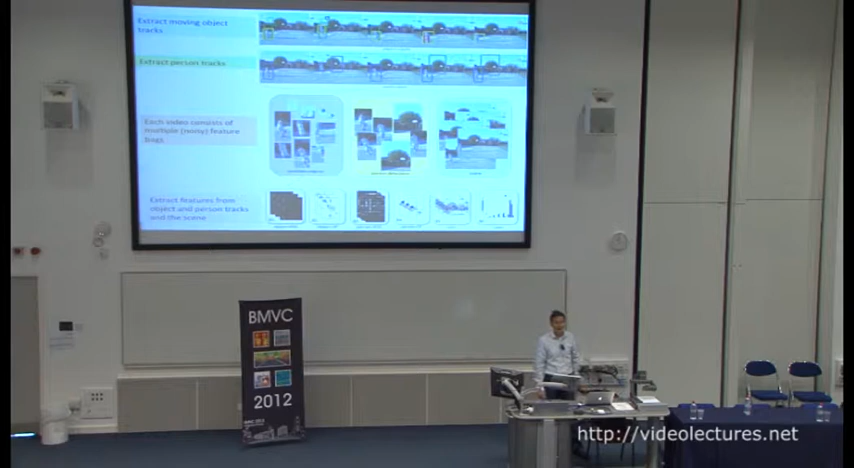 Extract moving object
tracks
Extract person tracks
Each video consists of
multiple (noisy) feature
bags
Extract features from
object and person tracks
and the scene
BMVC
2012
http://videolectures.net